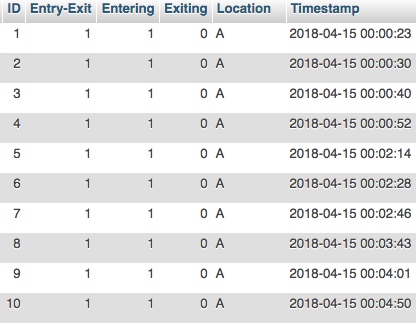 ID Entry-Exit Entering Exiting Location Timestamp
1 1 1 0 A 2018-04-15 00:00:23
2 1 1 0 A 2018-04-15 00:00:30
3 1 1 0 A 2018-04-15 00:00:40
4 1 1 0 A 2018-04-15 00:00:52
5 1 1 0 A 2018-04-15 00:02:14
6 1 1 0 A 2018-04-15 00:02:28
7 1 1 0 A 2018-04-15 00:02:46
8 1 1 0 A 2018-04-15 00:03:43
9 1 1 0 A 2018-04-15 00:04:01
10 1 1 0 A 2018-04-15 00:04:50